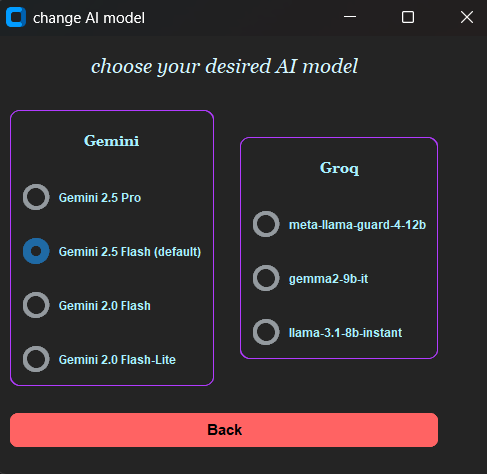 change AI model
choose your desired AI model
Gemini
Gemini 2.5 Pro
Gemini 2.5 Flash (default)
Gemini 2.0 Flash
Gemini 2.0 Flash-Lite
Groq
meta-llama-guard-4-12b
gemma2-9b-it
llama-3.1-8b-instant
Back